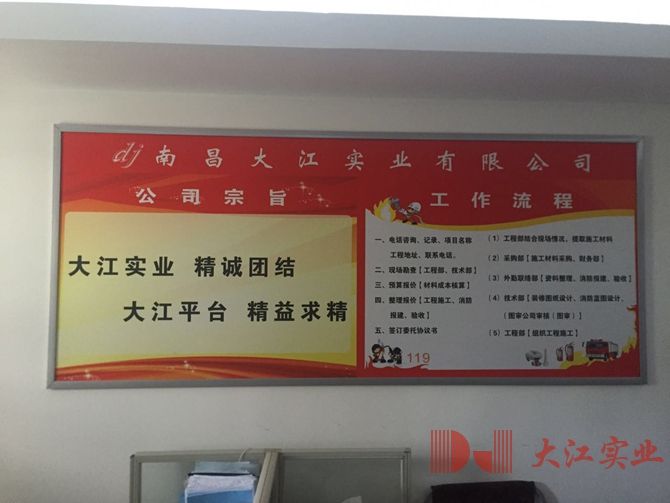 dj 南昌大江实业有限公司
公司宗旨
大江实业 精诚团结
大江平台 精益求精
工作流程
一、电话咨询、记录、项目名称
工程地址、联系电话。
二、现场勘查【工程部、技术部】
三、预算报价【材料成本核算】
四、整理报价【工程施工、消防
报建、验收】
五、签订委托协议书
119
（1）工程部结合现场情况，提取施工材料
（2）采购部【施工材料采购、财务部】
（3）外勤联络部【资料整理、消防报建、验收】
（4）技术部【装修图纸设计、消防蓝图设计、
图审公司审核（图审）】
（5）工程部【组织工程施工】
DJ 大江实业